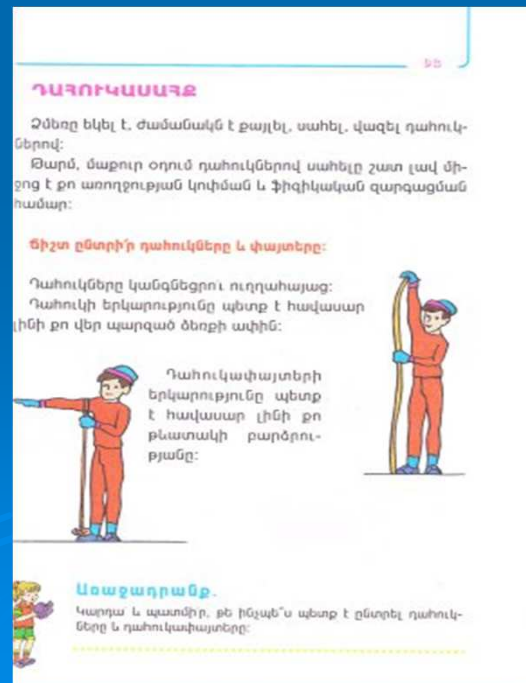 ԴԱՀՈՒԿԱՍԱՀՔ
Ձմեռը եկել է, ժամանակն է քայլել, սահել, վազել դահուկ-
ներով:
Թարմ, մաքուր օդում դահուկներով սահելը շատ լավ մի-
ջոց է քո առողջության կոփման և ֆիզիկական զարգացման
համար:
Ճիշտ ընտրի՛ր դահուկները և փայտերը:
Դահուկները կանգնեցրու ուղղահայաց:
Դահուկի երկարությունը պետք է հավասար
լինի քո վեր պարզած ձեռքի ափին:
Դահուկափայտերի
երկարությունը պետք
է հավասար լինի քո
թևատակի բարձրու-
թյանը:
Առաջադրանք.
Կարդա՛ և պատմի՛ր, թե ինչպե՞ս պետք է ընտրել դահուկ-
ները և դահուկափայտերը: